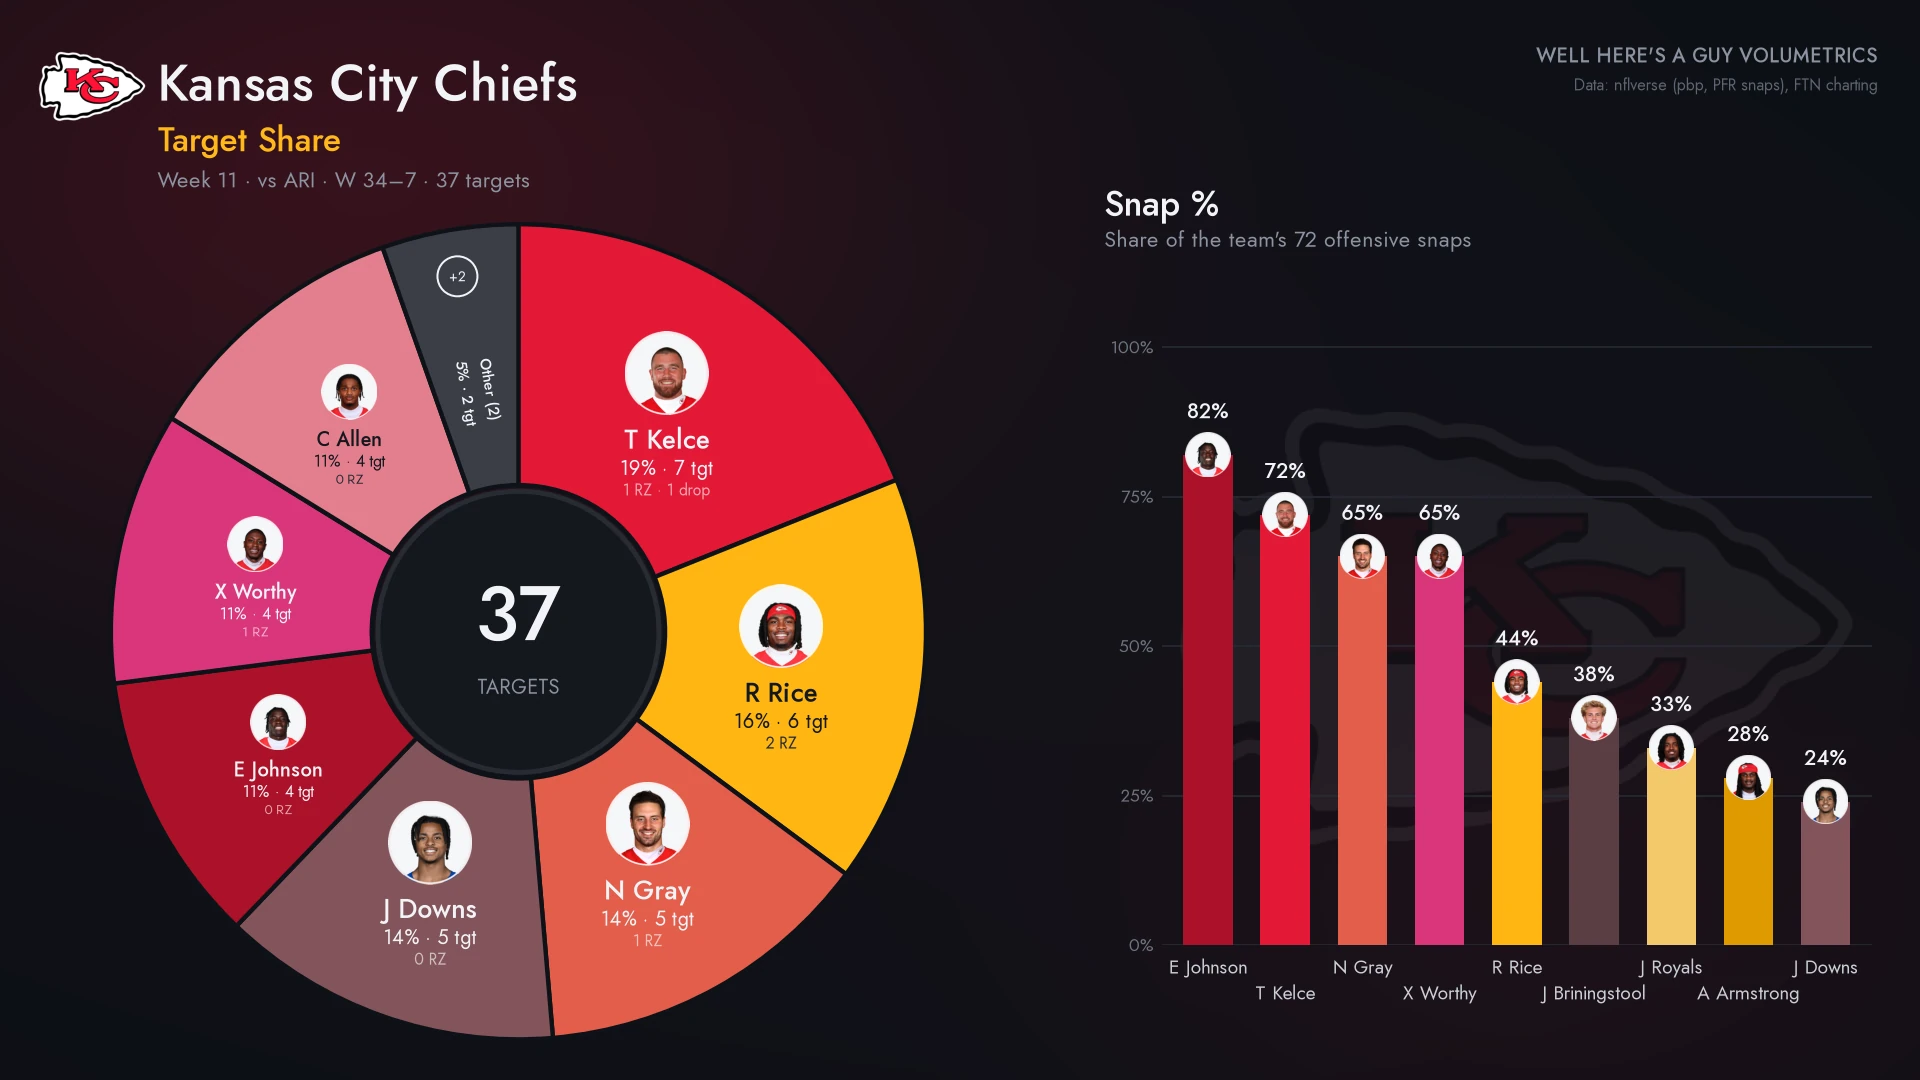 Kansas City Chiefs
Target Share
Week 11 · vs ARI · W 34–7 · 37 targets
WELL HERE'S A GUY VOLUMETRICS
Data: nflverse (pbp, PFR snaps), FTN charting
+2
Other (2)
5% · 2 tgt
T Kelce
19% · 7 tgt
1 RZ · 1 drop
R Rice
16% · 6 tgt
2 RZ
N Gray
14% · 5 tgt
1 RZ
J Downs
14% · 5 tgt
0 RZ
E Johnson
11% · 4 tgt
0 RZ
X Worthy
11% · 4 tgt
1 RZ
C Allen
11% · 4 tgt
0 RZ
37
TARGETS
Snap %
Share of the team's 72 offensive snaps
100%
75%
50%
25%
0%
82%
72%
65%
65%
44%
38%
33%
28%
24%
E Johnson
T Kelce
N Gray
X Worthy
R Rice
J Briningstool
J Royals
A Armstrong
J Downs
KC